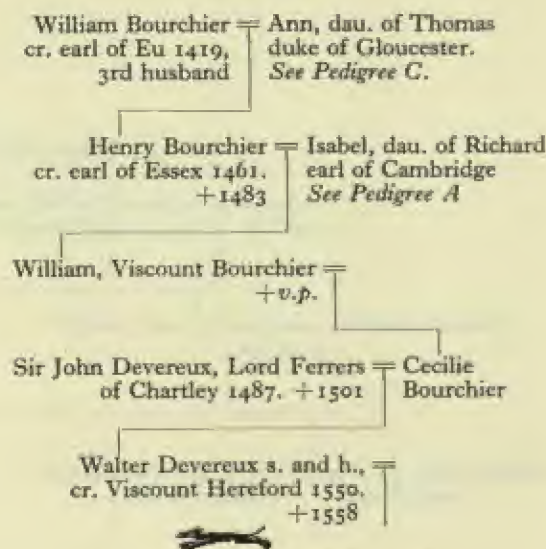 William Bourchier = Ann, dau. of Thomas
cr. earl of Eu 1419, duke of Gloucester.
3rd husband See Pedigree C.
Henry Bourchier = Isabel, dau. of Richard
cr. earl of Essex 1461. earl of Cambridge
+1483 See Pedigree A
William, Viscount Bourchier =
+v.p.
Sir John Devereux, Lord Ferrers = Cecilie
of Chartley 1487. +1501 Bourchier
Walter Devereux s. and h., =
cr. Viscount Hereford 1550.
+1558